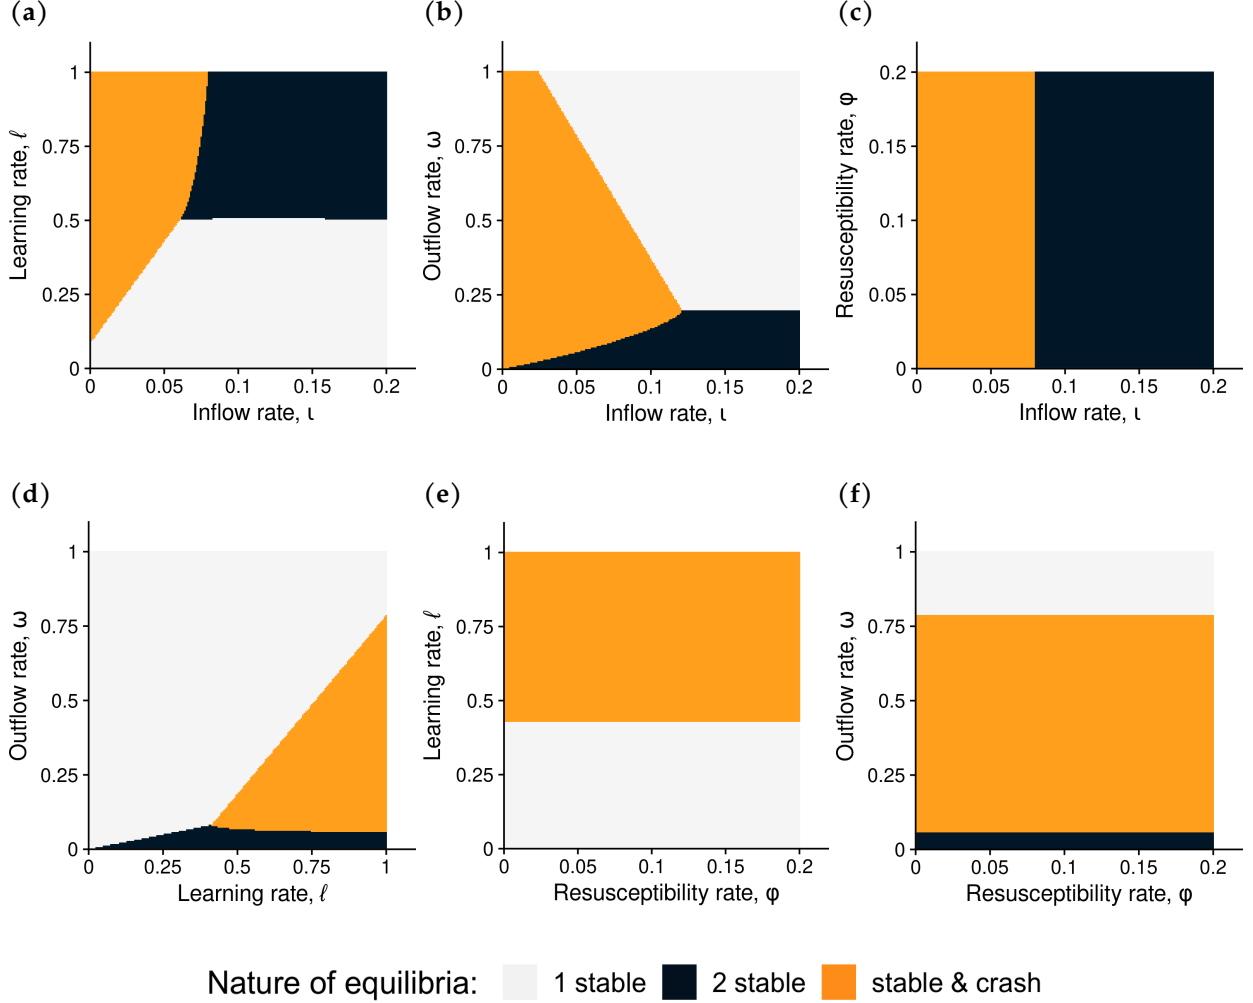 (a)
1
0.75
0.5
0.25
0
Learning rate, ℓ
0 0.05 0.1 0.15 0.2
Inflow rate, ι
(b)
1
0.75
0.5
0.25
0
Outflow rate, ω
0 0.05 0.1 0.15 0.2
Inflow rate, ι
(c)
0.2
0.15
0.1
0.05
0
Resusceptibility rate, φ
0 0.05 0.1 0.15 0.2
Inflow rate, ι
(d)
1
0.75
0.5
0.25
0
Outflow rate, ω
0 0.25 0.5 0.75 1
Learning rate, ℓ
(e)
1
0.75
0.5
0.25
0
Learning rate, ℓ
0 0.05 0.1 0.15 0.2
Resusceptibility rate, φ
(f)
1
0.75
0.5
0.25
0
Outflow rate, ω
0 0.05 0.1 0.15 0.2
Resusceptibility rate, φ
Nature of equilibria: 1 stable 2 stable stable & crash